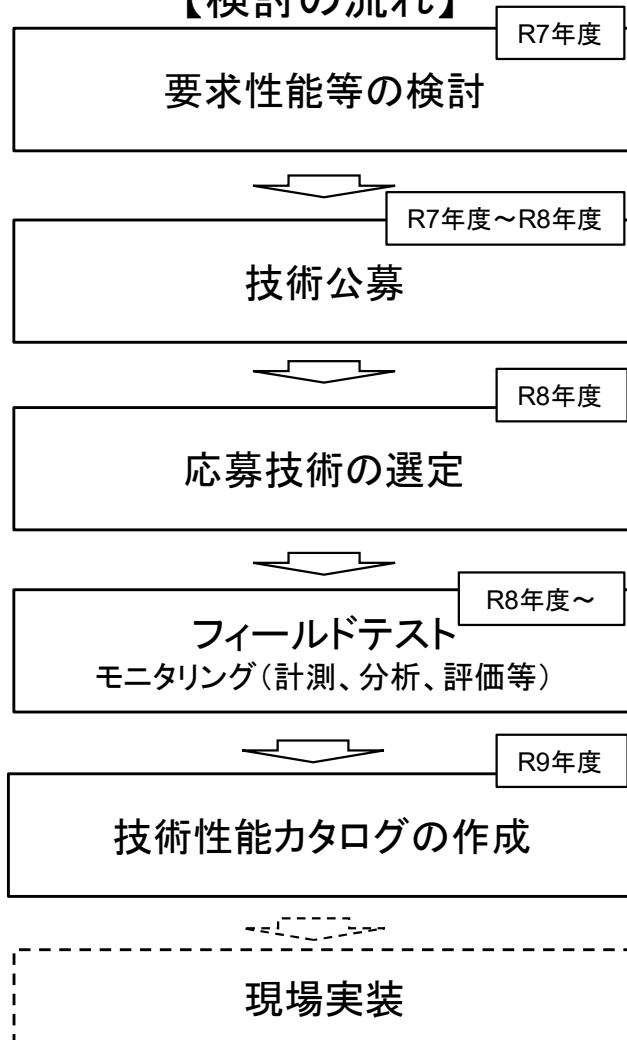 【検討の流れ】
R7年度
要求性能等の検討
R7年度～R8年度
技術公募
R8年度
応募技術の選定
R8年度～
フィールドテスト
モニタリング（計測、分析、評価等）
R9年度
技術性能カタログの作成
現場実装